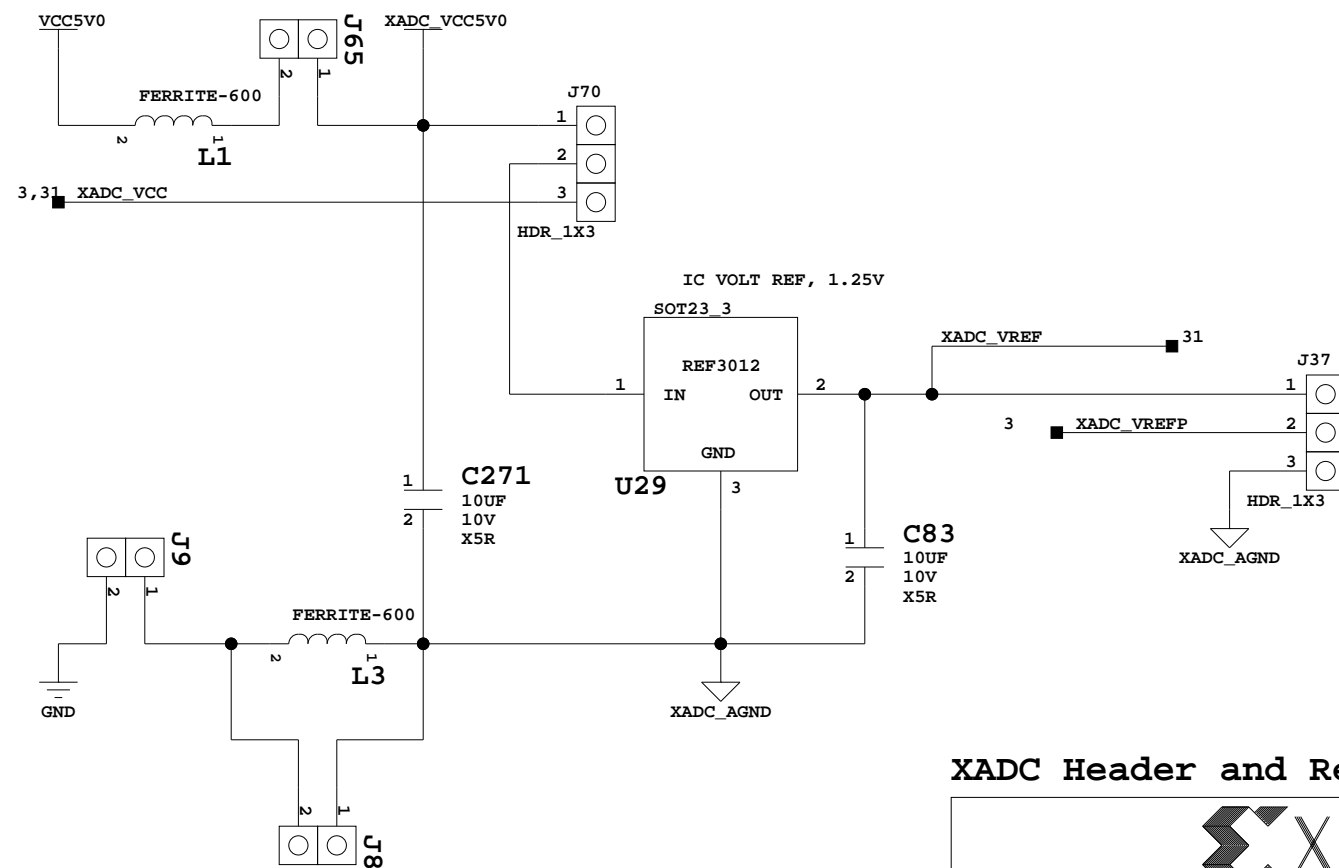 VCC5V0
J65
XADC_VCC5V0
2
1
FERRITE-600
2
1
L1
J70
1
2
3
HDR_1X3
3,31
XADC_VCC
IC VOLT REF, 1.25V
SOT23_3
REF3012
1
IN
OUT
2
GND
U29
3
XADC_VREF
31
J37
1
3
XADC_VREFP
2
3
HDR_1X3
XADC_AGND
1
C271
10UF
2
10V
X5R
1
C83
10UF
2
10V
X5R
J9
2
1
FERRITE-600
2
1
L3
GND
XADC_AGND
2
1
J8
XADC Header and Re
X